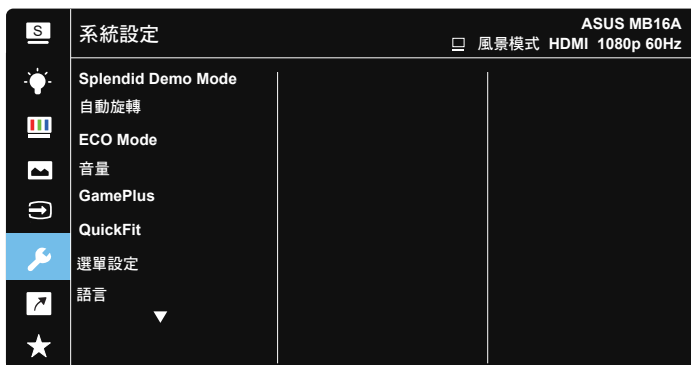 S
系統設定
ASUS MB16A
風景模式 HDMI 1080p 60Hz
Splendid Demo Mode
自動旋轉
ECO Mode
音量
GamePlus
QuickFit
選單設定
語言